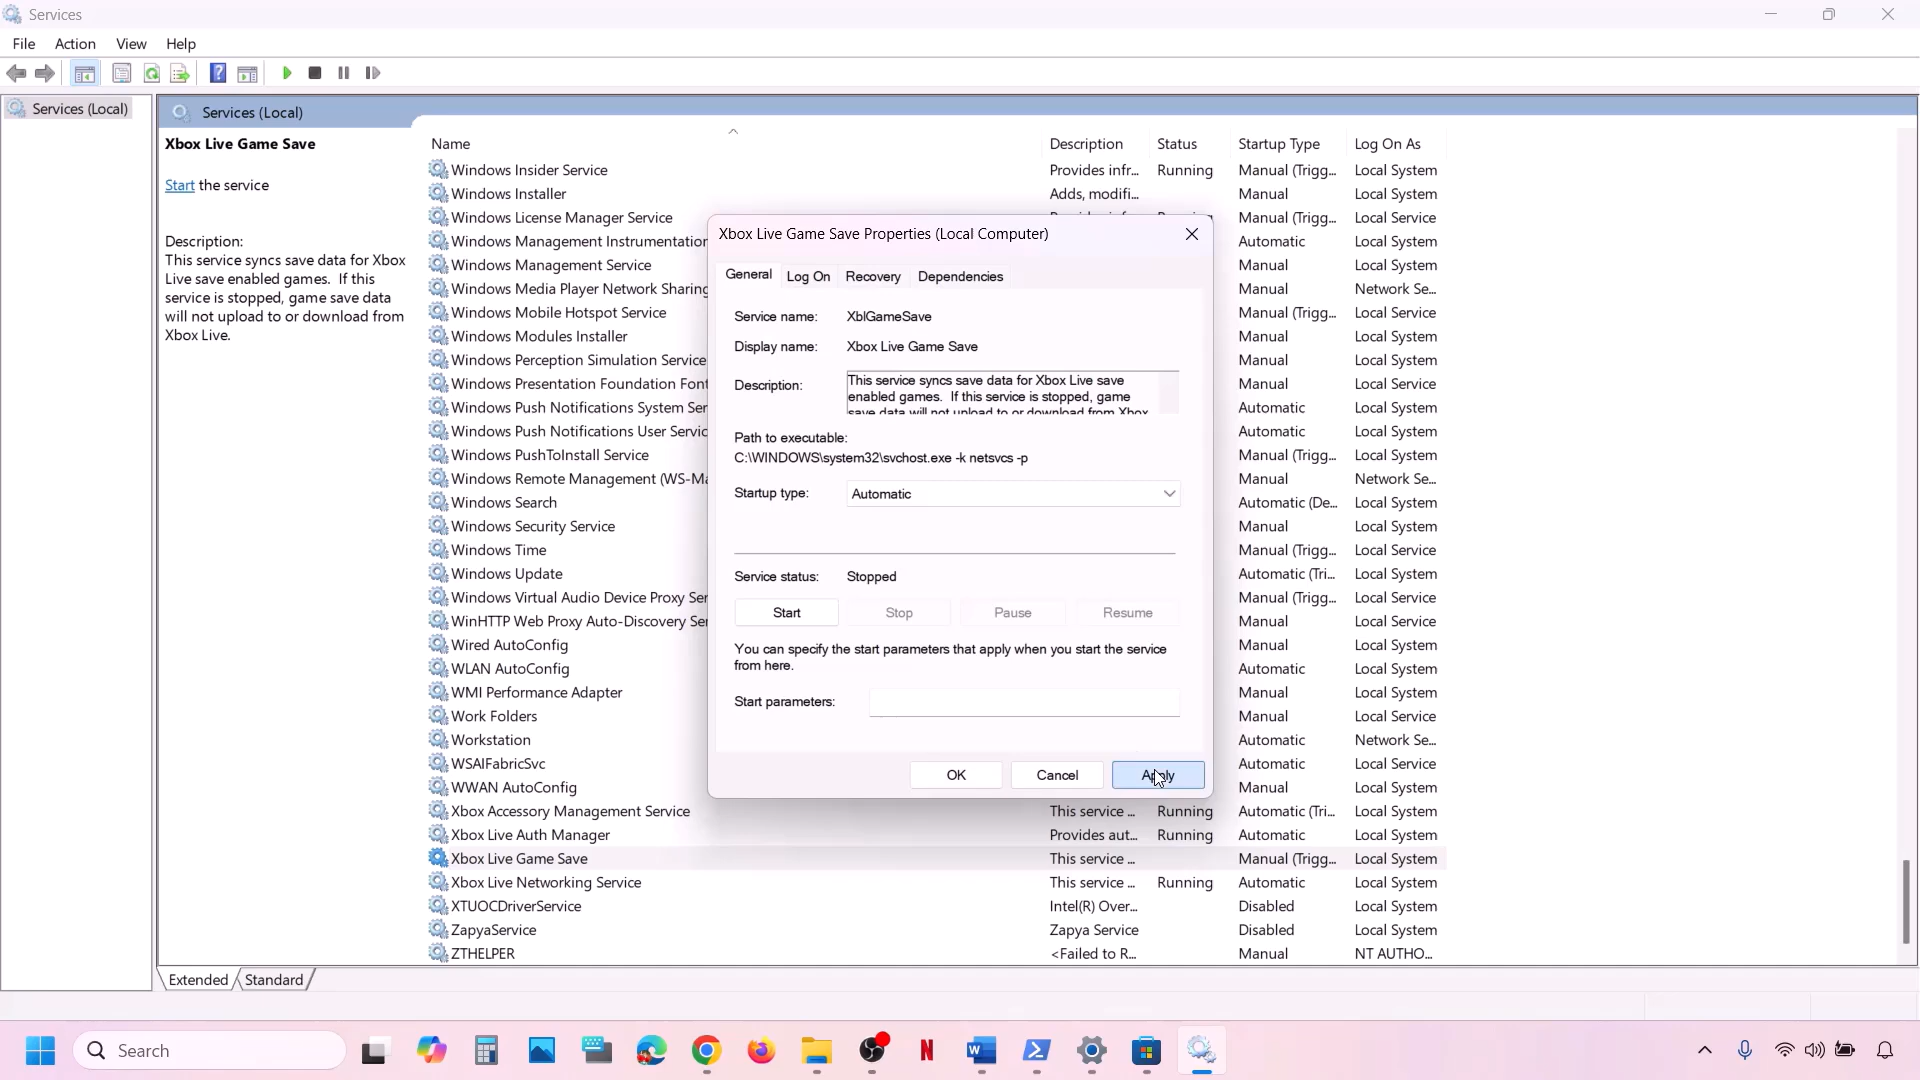 Services
File Action View Help
Services (Local)
Services (Local)
Xbox Live Game Save
Start the service
Description:
This service syncs save data for Xbox
Live save enabled games. If this
service is stopped, game save data
will not upload to or download from
Xbox Live.
Name Description Status Startup Type Log On As
Windows Insider Service Provides infr... Running Manual (Trigg... Local System
Windows Installer Adds, modifi... Manual Local System
Windows License Manager Service Manual (Trigg... Local Service
Windows Management Instrumentation Automatic Local System
Windows Management Service Manual Local System
Windows Media Player Network Sharing Manual Network Se...
Windows Mobile Hotspot Service Manual (Trigg... Local Service
Windows Modules Installer Manual Local System
Windows Perception Simulation Service Manual Local System
Windows Presentation Foundation Font Manual Local Service
Windows Push Notifications System Ser Automatic Local System
Windows Push Notifications User Servic Automatic Local System
Windows PushToInstall Service Manual (Trigg... Local System
Windows Remote Management (WS-Ma Manual Network Se...
Windows Search Automatic (De... Local System
Windows Security Service Manual Local System
Windows Time Manual (Trigg... Local Service
Windows Update Automatic (Tri... Local System
Windows Virtual Audio Device Proxy Ser Manual (Trigg... Local Service
WinHTTP Web Proxy Auto-Discovery Ser Manual Local Service
Wired AutoConfig Manual Local System
WLAN AutoConfig Automatic Local System
WMI Performance Adapter Manual Local System
Work Folders Manual Local Service
Workstation Automatic Network Se...
WSAIFabricSvc Automatic Local Service
WWAN AutoConfig Manual Local System
Xbox Accessory Management Service This service ... Running Automatic (Tri... Local System
Xbox Live Auth Manager Provides aut... Running Automatic Local System
Xbox Live Game Save This service ... Manual (Trigg... Local System
Xbox Live Networking Service This service ... Running Automatic Local System
XTUOCDriverService Intel(R) Over... Disabled Local System
ZapyaService Zapya Service Disabled Local System
ZTHELPER <Failed to R... Manual NT AUTHO...
Xbox Live Game Save Properties (Local Computer)
General Log On Recovery Dependencies
Service name: XblGameSave
Display name: Xbox Live Game Save
Description: This service syncs save data for Xbox Live save
enabled games. If this service is stopped, game
save data will not upload to or download from Xbox
Path to executable:
C:\WINDOWS\system32\svchost.exe -k netsvcs -p
Startup type: Automatic
Service status: Stopped
Start Stop Pause Resume
You can specify the start parameters that apply when you start the service
from here.
Start parameters:
OK Cancel Apply
Extended Standard
Search